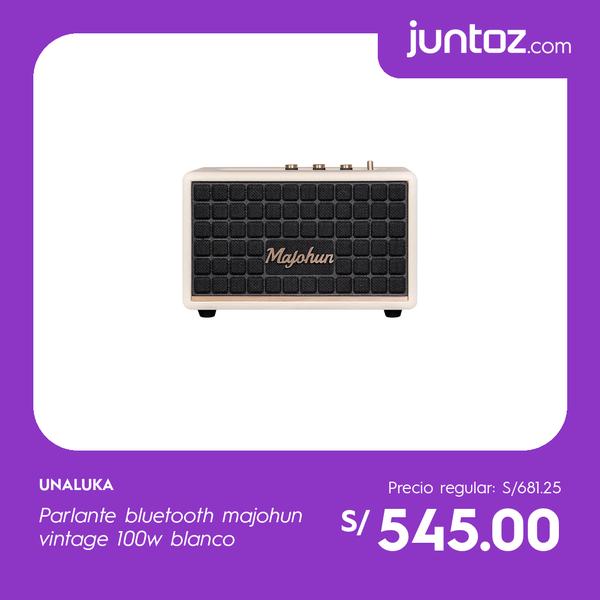 juntoz.com
Majohun
UNALUKA
Parlante bluetooth majohun
vintage 100w blanco
Precio regular: S/681.25
S/ 545.00